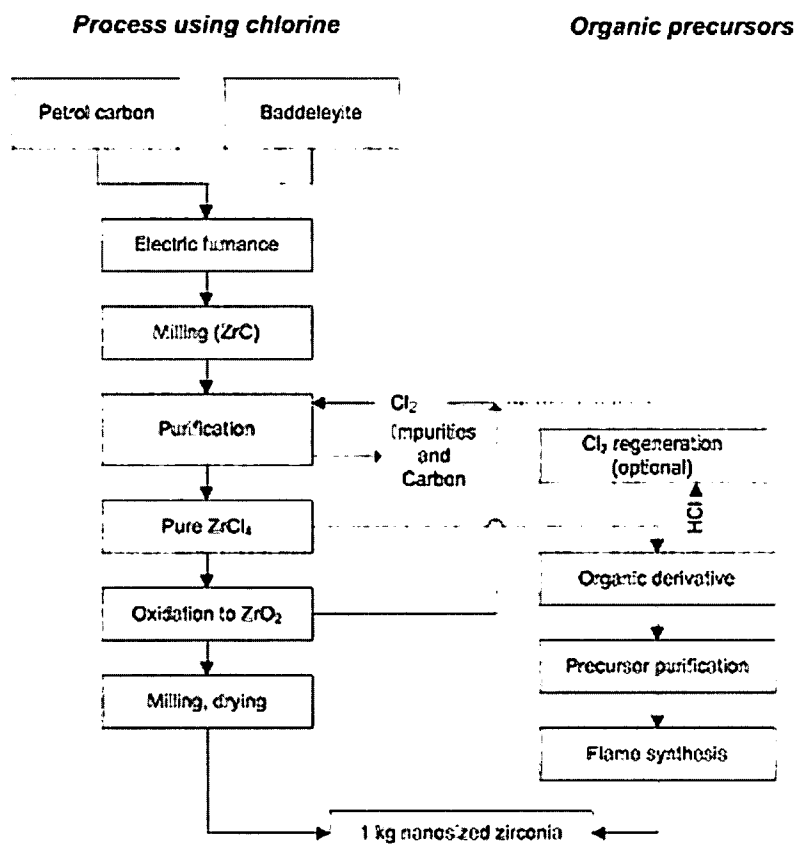 Process using chlorine
Organic precursors
Petrol carbon
Baddeleyite
Electric furnance
Milling (ZrC)
Purification
Cl₂
Impurities
and
Carbon
Cl₂ regeneration
(optional)
HCl
Pure ZrCl₄
Organic derivative
Oxidation to ZrO₂
Precursor purification
Milling, drying
Flame synthesis
1 kg nanosized zirconia